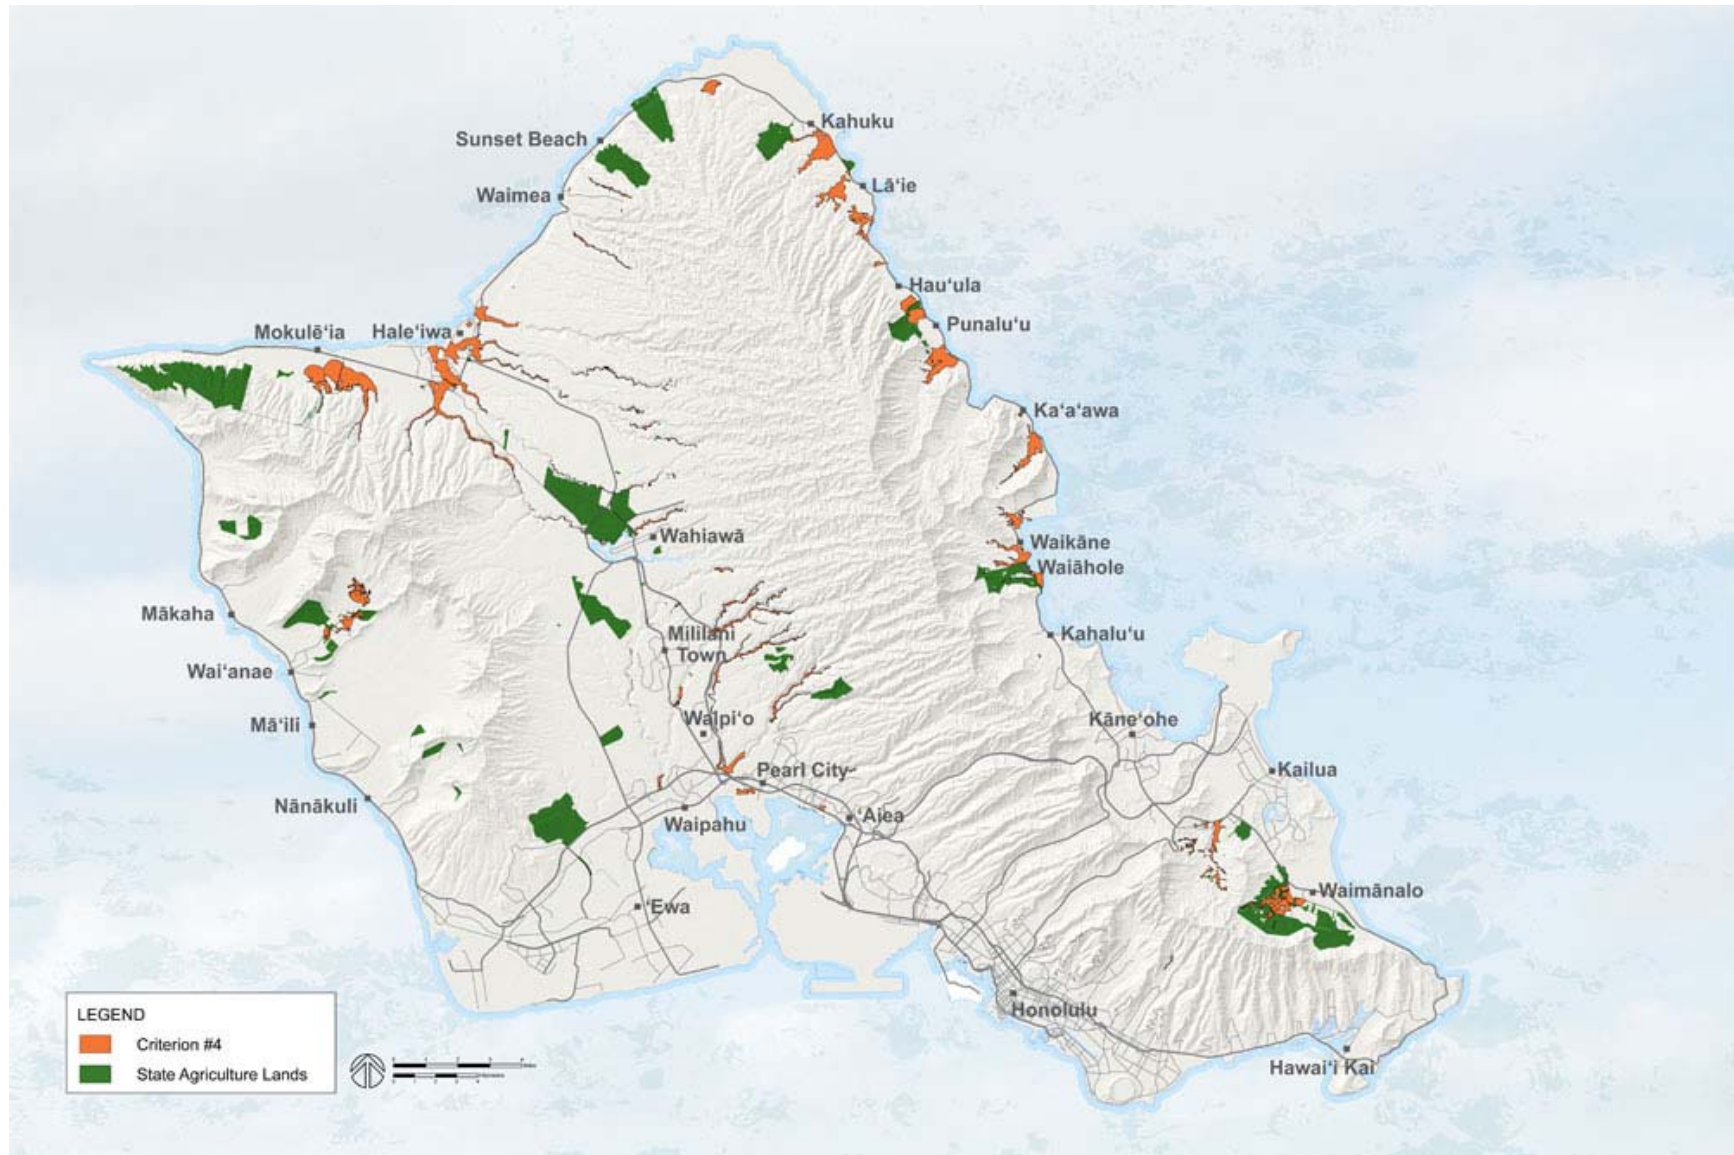 Kahuku
Sunset Beach
Lā‘ie
Waimea
Hau‘ula
Punalu‘u
Mokulē‘ia
Hale‘iwa
Ka‘a‘awa
Wahiawā
Waikāne
Waiāhole
Mākaha
Kahalu‘u
Mililani
Town
Wai‘anae
Mā‘ili
Waipi‘o
Kāne‘ohe
Pearl City
Kailua
Nānākuli
Waipahu
‘Aiea
Waimānalo
‘Ewa
Honolulu
Hawai‘i Kai
LEGEND
Criterion #4
State Agriculture Lands